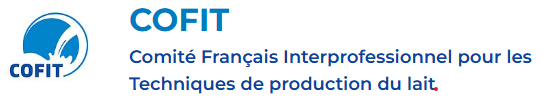 COFIT
COFIT
Comité Français Interprofessionnel pour les
Techniques de production du lait.